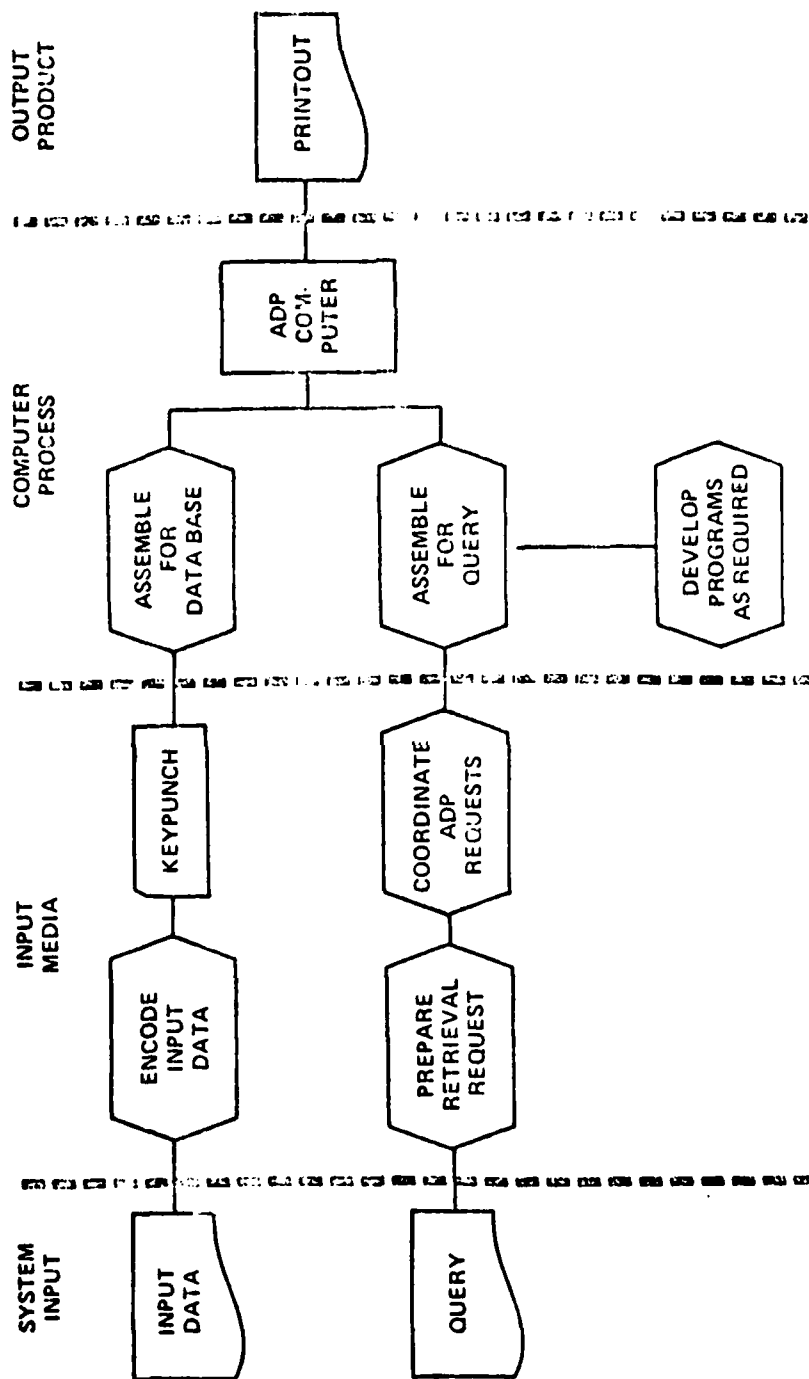 SYSTEM
INPUT
INPUT
MEDIA
COMPUTER
PROCESS
OUTPUT
PRODUCT
INPUT
DATA
ENCODE
INPUT
DATA
KEYPUNCH
ASSEMBLE
FOR
DATA BASE
ADP
COM-
PUTER
PRINTOUT
QUERY
PREPARE
RETRIEVAL
REQUEST
COORDINATE
ADP
REQUESTS
ASSEMBLE
FOR
QUERY
DEVELOP
PROGRAMS
AS REQUIRED